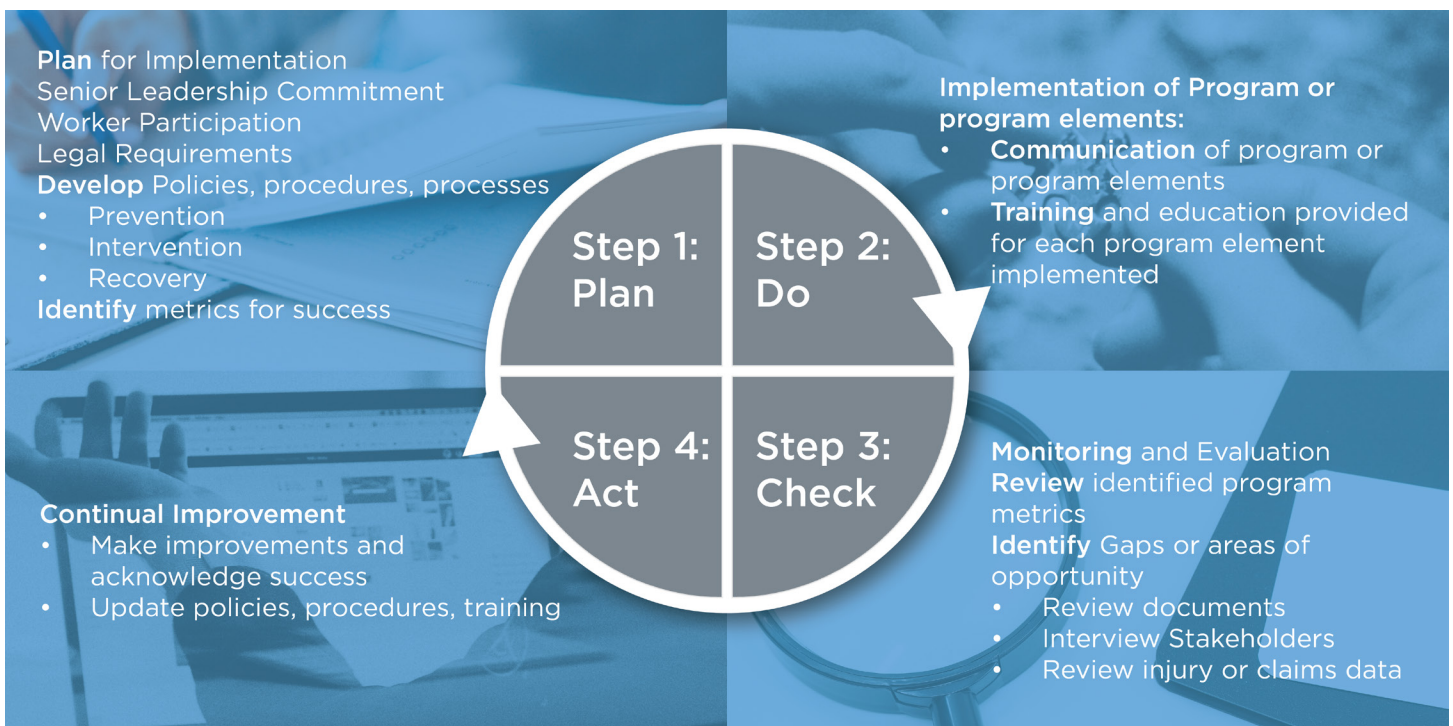 Plan for Implementation
Senior Leadership Commitment
Worker Participation
Legal Requirements
Develop Policies, procedures, processes
• Prevention
• Intervention
• Recovery
Identify metrics for success
Implementation of Program or
program elements:
• Communication of program or
program elements
• Training and education provided
for each program element
implemented
Step 1:
Plan
Step 2:
Do
Step 4:
Act
Step 3:
Check
Continual Improvement
• Make improvements and
acknowledge success
• Update policies, procedures, training
Monitoring and Evaluation
Review identified program
metrics
Identify Gaps or areas of
opportunity
• Review documents
• Interview Stakeholders
• Review injury or claims data